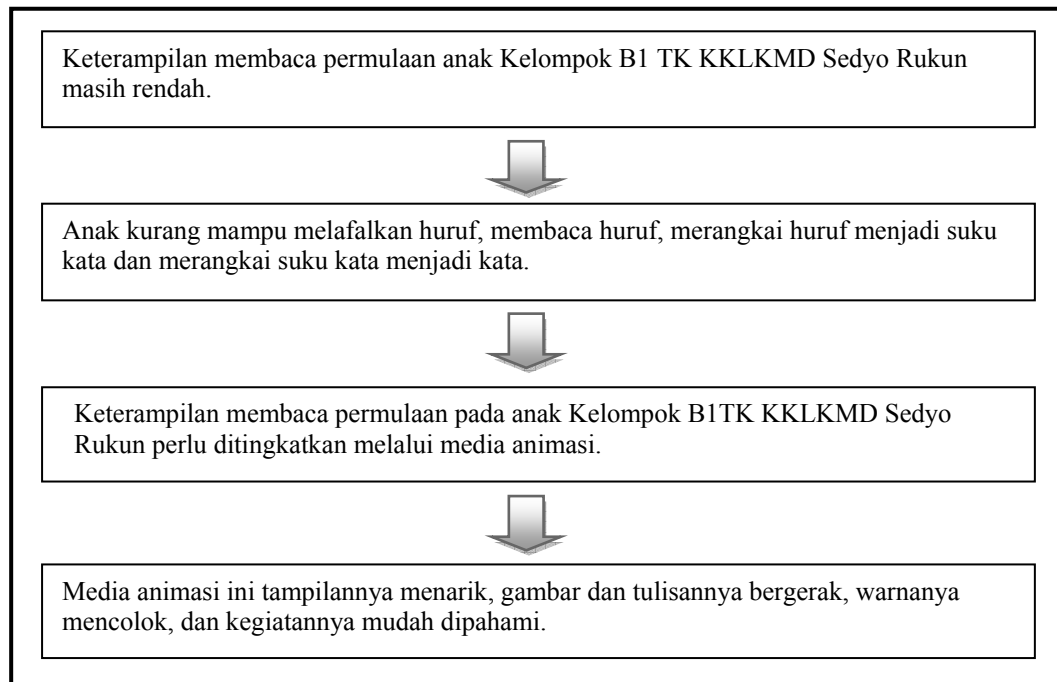 Keterampilan membaca permulaan anak Kelompok B1 TK KKLKMD Sedyo Rukun
masih rendah.
Anak kurang mampu melafalkan huruf, membaca huruf, merangkai huruf menjadi suku
kata dan merangkai suku kata menjadi kata.
Keterampilan membaca permulaan pada anak Kelompok B1TK KKLKMD Sedyo
Rukun perlu ditingkatkan melalui media animasi.
Media animasi ini tampilannya menarik, gambar dan tulisannya bergerak, warnanya
mencolok, dan kegiatannya mudah dipahami.